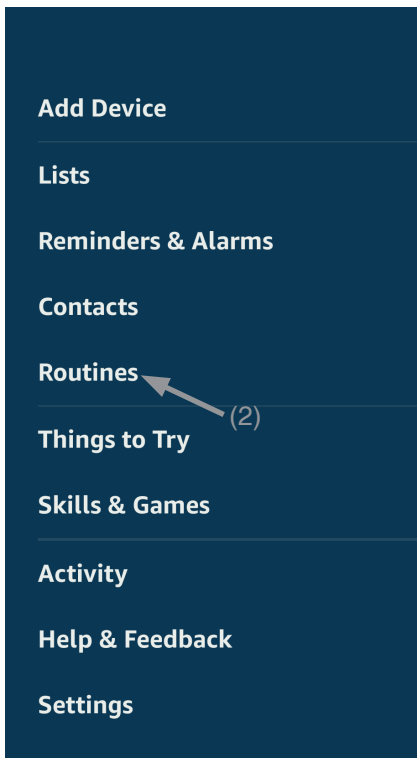 Add Device
Lists
Reminders & Alarms
Contacts
Routines
(2)
Things to Try
Skills & Games
Activity
Help & Feedback
Settings